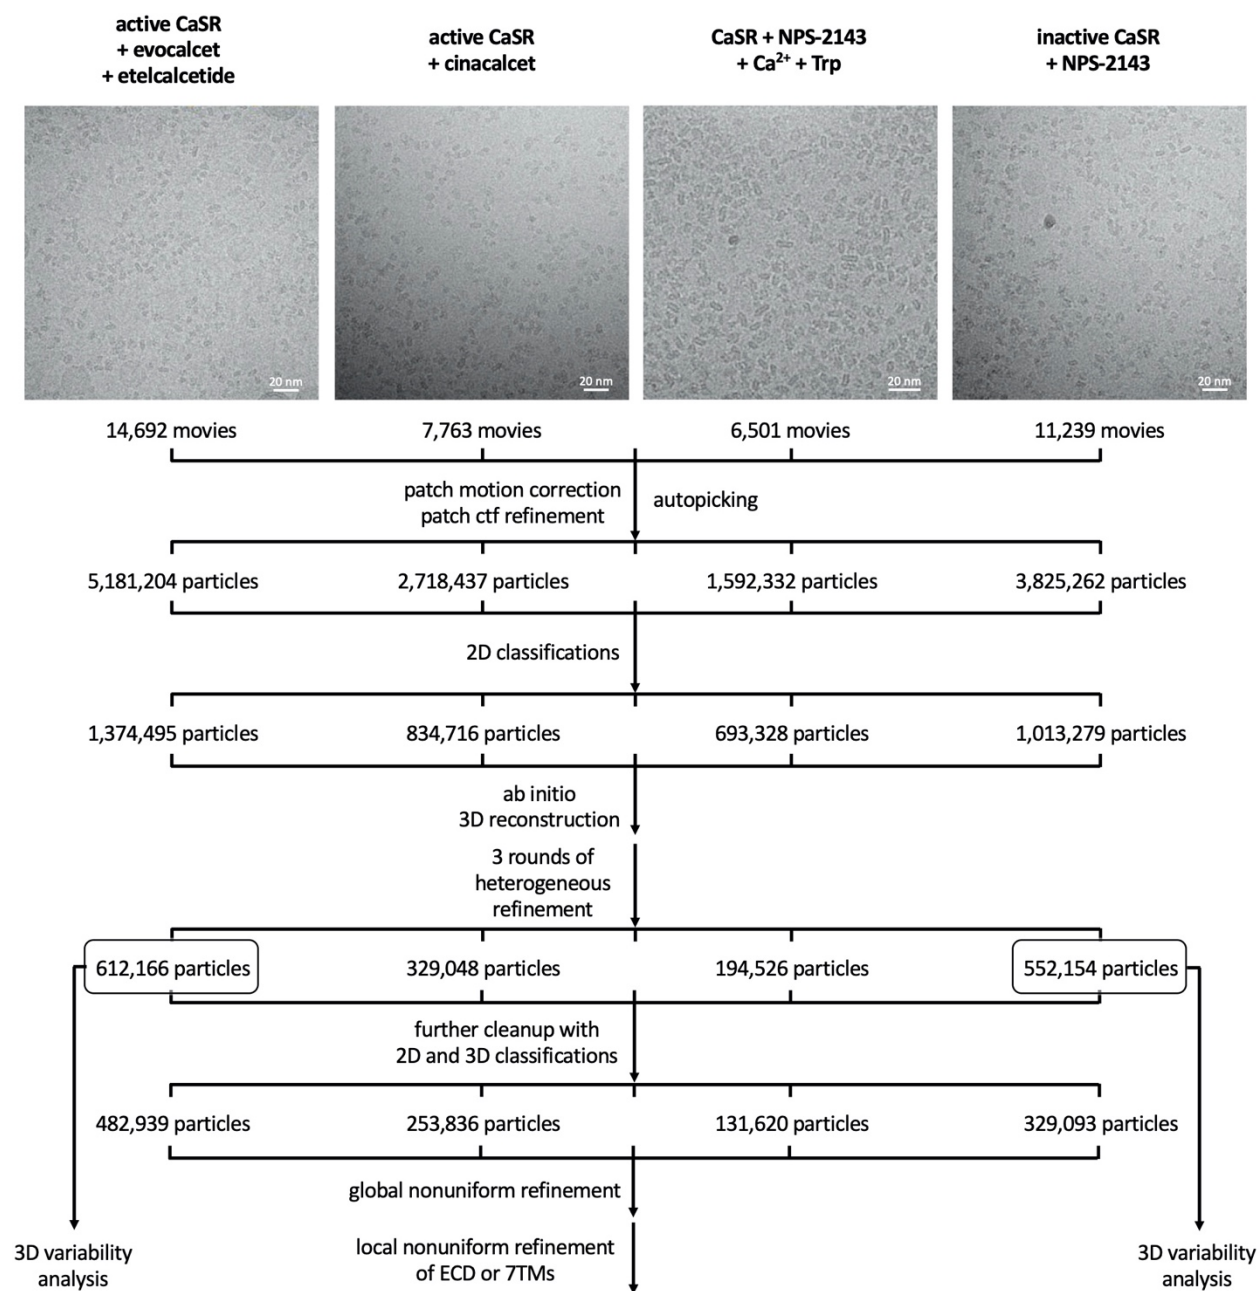 active CaSR
+ evocalcet
+ etelcalcetide
active CaSR
+ cinacalcet
CaSR + NPS-2143
+ Ca²⁺ + Trp
inactive CaSR
+ NPS-2143
20 nm
20 nm
20 nm
20 nm
14,692 movies
7,763 movies
6,501 movies
11,239 movies
patch motion correction
patch ctf refinement
autopicking
5,181,204 particles
2,718,437 particles
1,592,332 particles
3,825,262 particles
2D classifications
1,374,495 particles
834,716 particles
693,328 particles
1,013,279 particles
ab initio
3D reconstruction
3 rounds of
heterogeneous
refinement
612,166 particles
329,048 particles
194,526 particles
552,154 particles
further cleanup with
2D and 3D classifications
482,939 particles
253,836 particles
131,620 particles
329,093 particles
global nonuniform refinement
local nonuniform refinement
of ECD or 7TMs
3D variability
analysis
3D variability
analysis